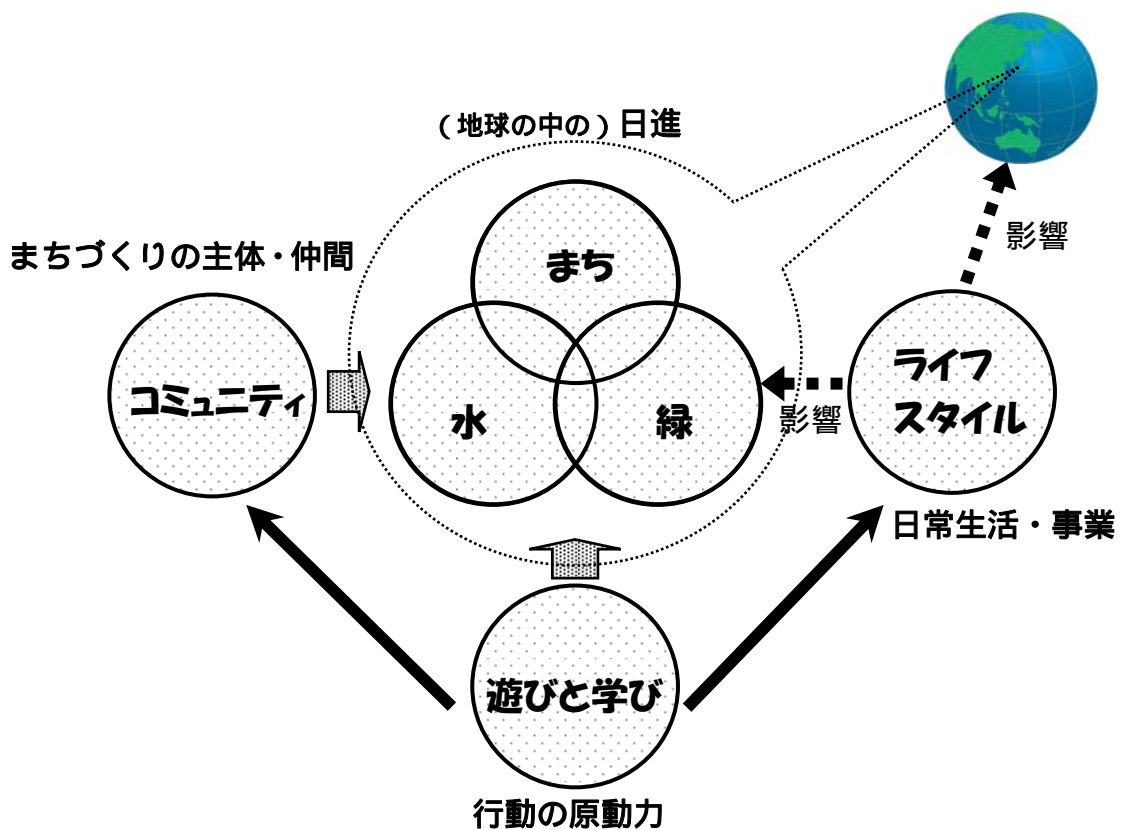 （地球の中の）日進
まちづくりの主体・仲間
影響
まち
コミュニティ
水
緑
影響
ライフ
スタイル
日常生活・事業
遊びと学び
行動の原動力